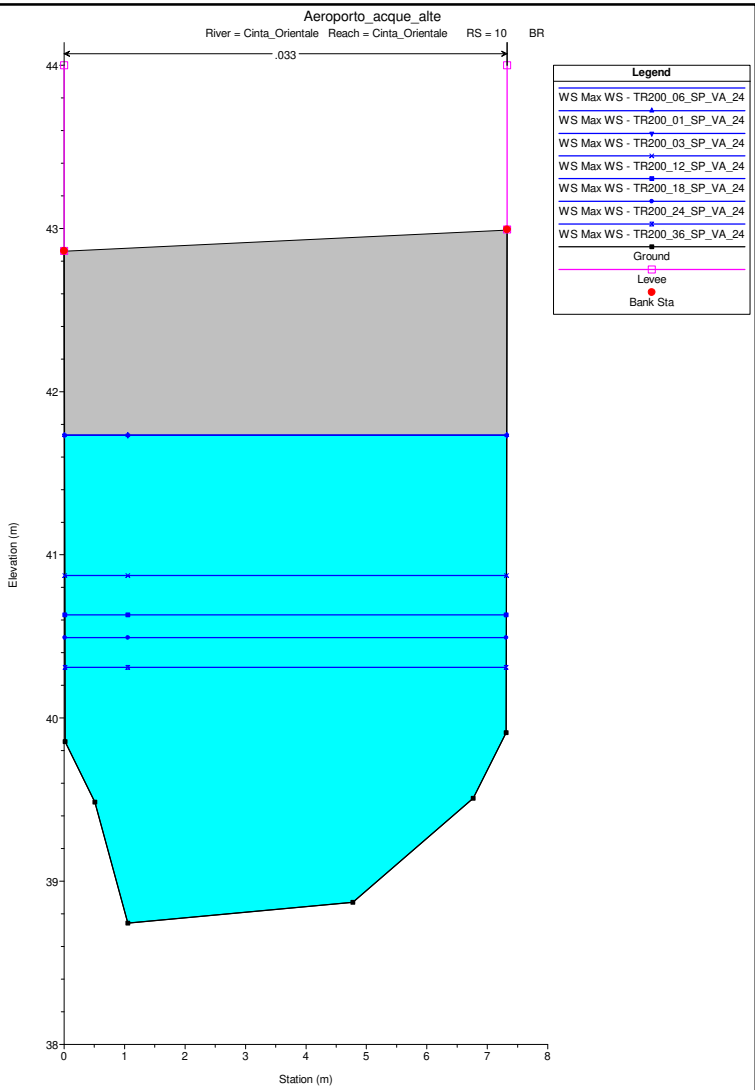 Aeroporto_acque_alte
River = Cinta_Orientale Reach = Cinta_Orientale RS = 10 BR
.033
44
43
42
41
40
39
38
Elevation (m)
0 1 2 3 4 5 6 7 8
Station (m)
Legend
WS Max WS - TR200_06_SP_VA_24
WS Max WS - TR200_01_SP_VA_24
WS Max WS - TR200_03_SP_VA_24
WS Max WS - TR200_12_SP_VA_24
WS Max WS - TR200_18_SP_VA_24
WS Max WS - TR200_24_SP_VA_24
WS Max WS - TR200_36_SP_VA_24
Ground
Levee
Bank Sta